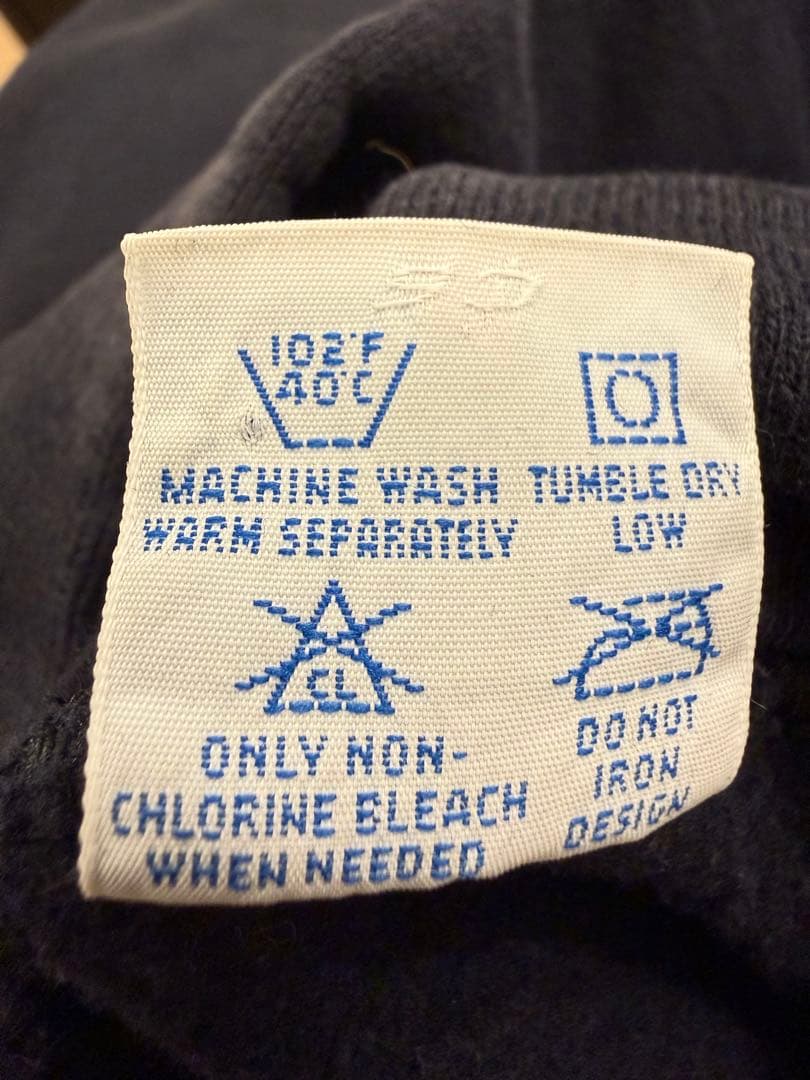 102°F
40°C
MACHINE WASH
WARM SEPARATELY
TUMBLE DRY
LOW
CL
ONLY NON-
CHLORINE BLEACH
WHEN NEEDED
DO NOT
IRON
DESIGN